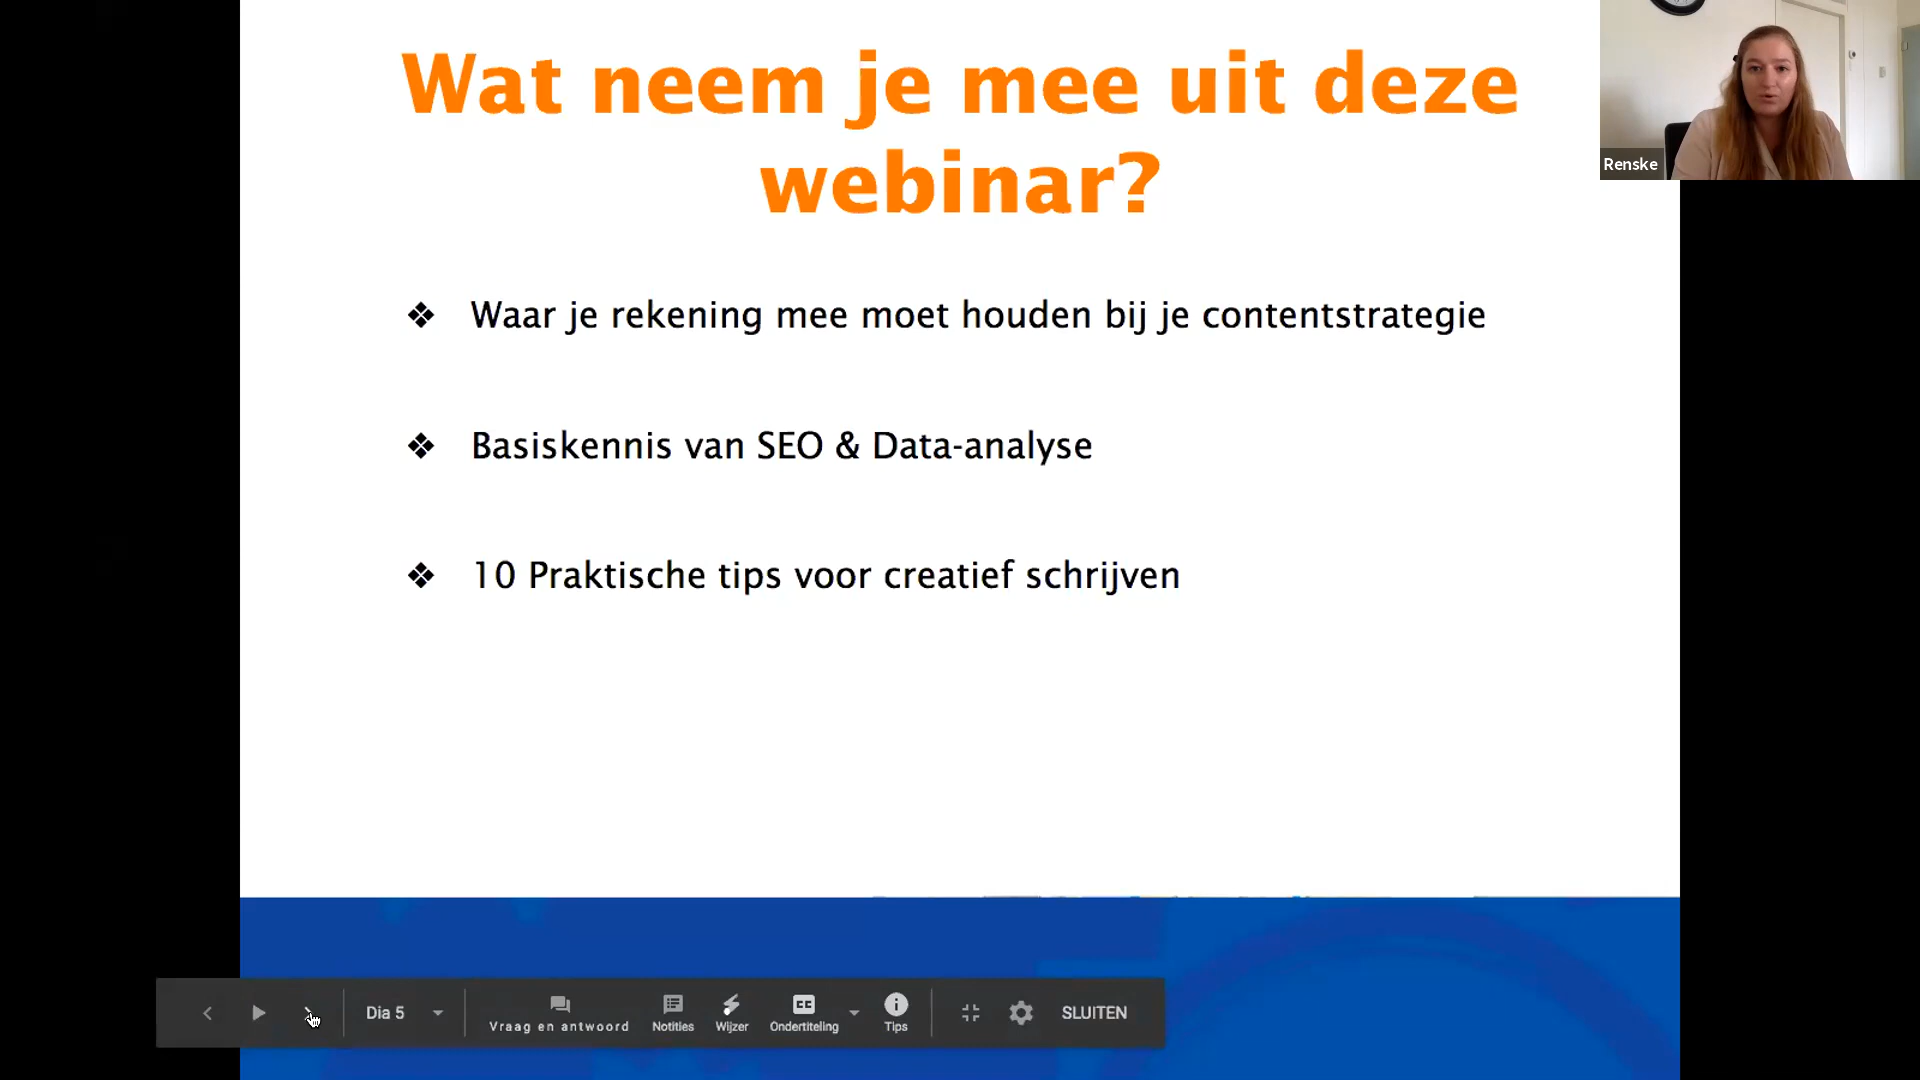 Wat neem je mee uit deze
webinar?
Renske
❖ Waar je rekening mee moet houden bij je contentstrategie
❖ Basiskennis van SEO & Data-analyse
❖ 10 Praktische tips voor creatief schrijven
Dia 5
Vraag en antwoord
Notities
Wijzer
CC
Ondertiteling
Tips
SLUITEN